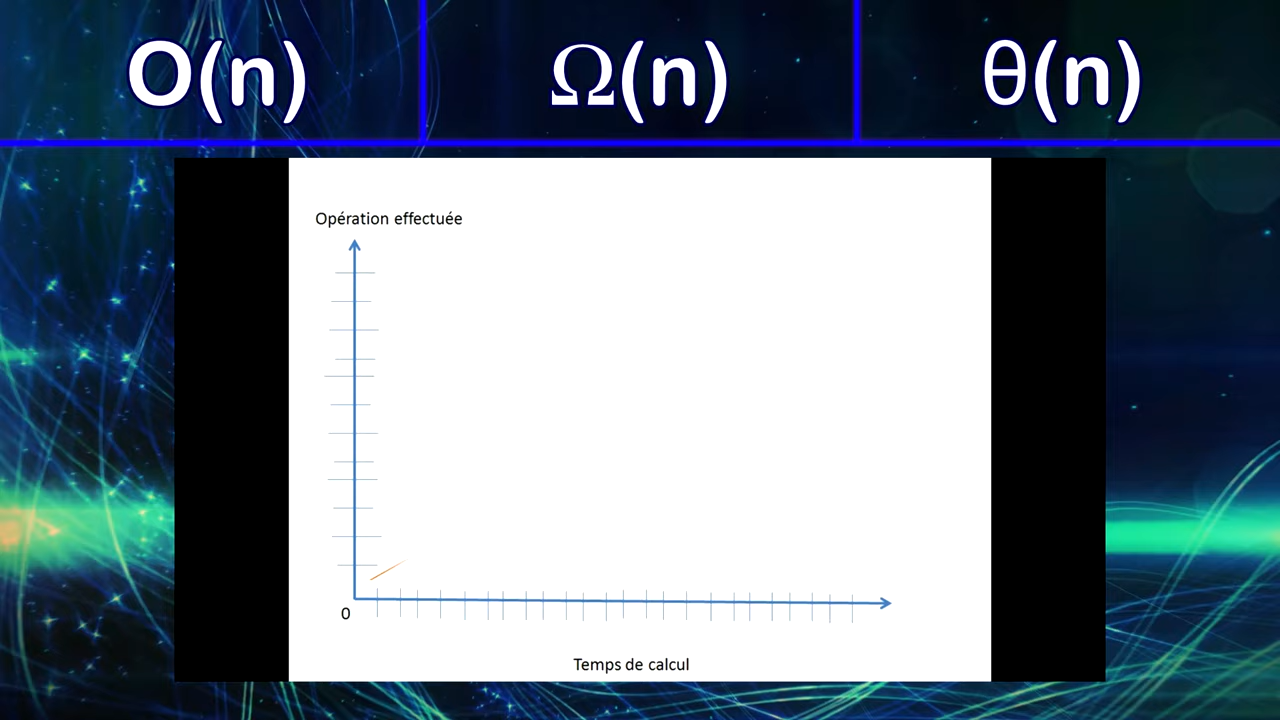 O(n)
Ω(n)
θ(n)
Opération effectuée
0
Temps de calcul